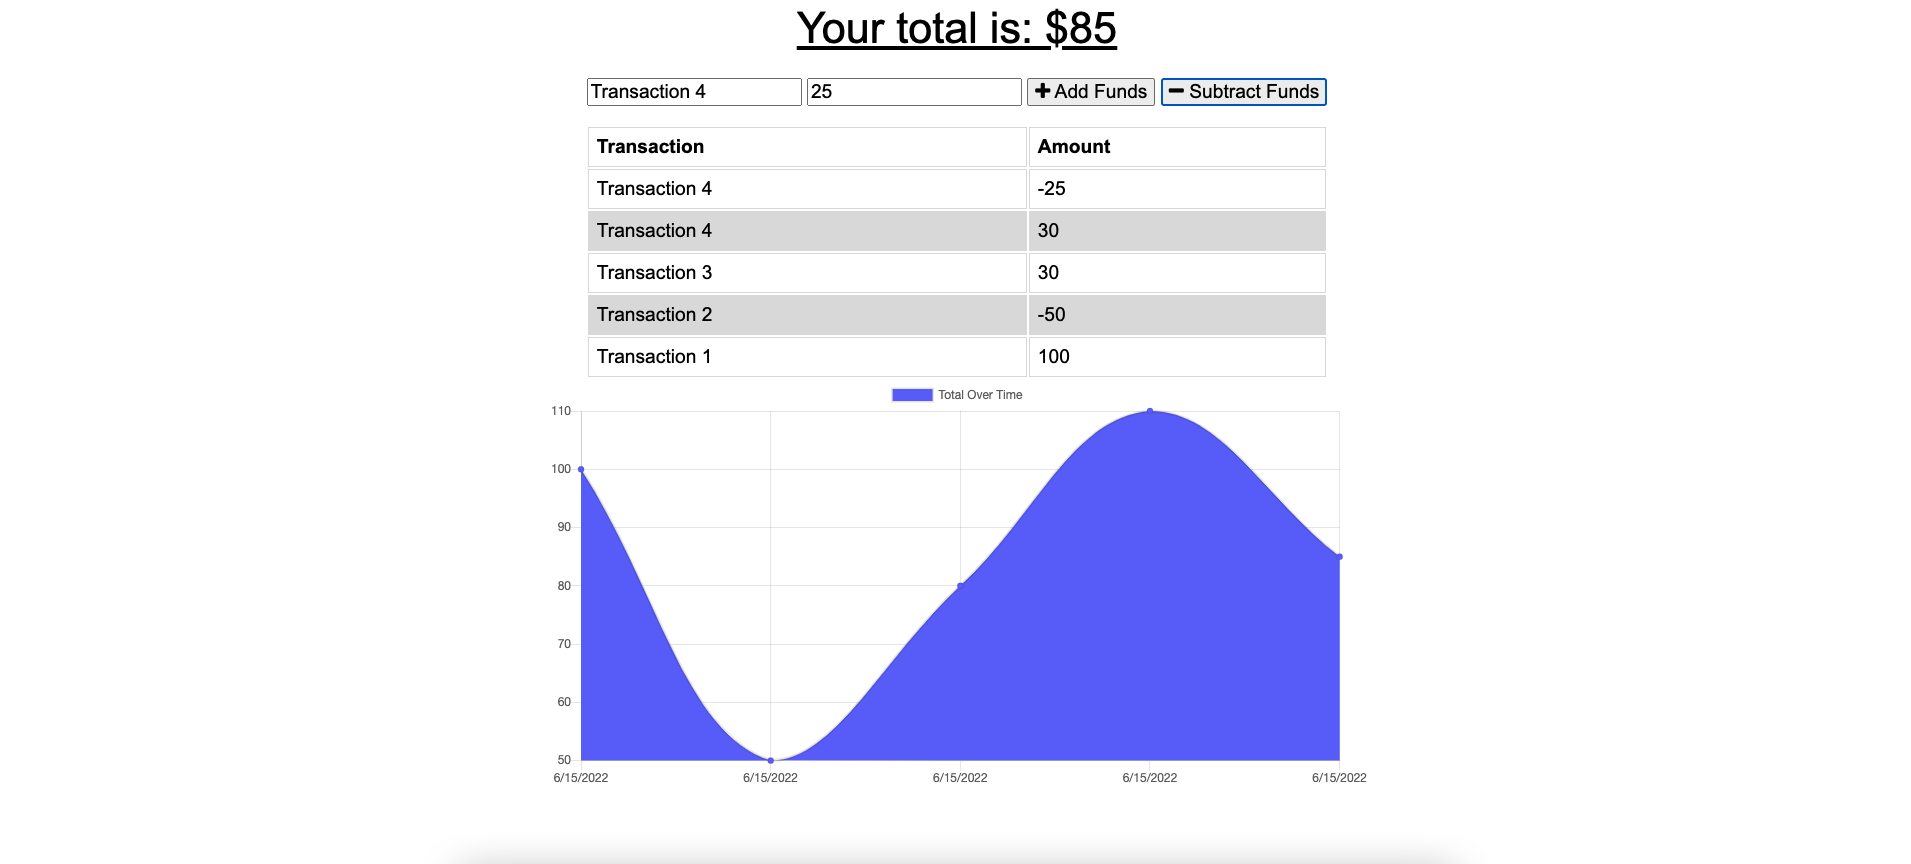 Your total is: $85
Transaction 4 25 Add Funds Subtract Funds
Transaction Amount
Transaction 4 -25
Transaction 4 30
Transaction 3 30
Transaction 2 -50
Transaction 1 100
Total Over Time
110
100
90
80
70
60
50
6/15/2022 6/15/2022 6/15/2022 6/15/2022 6/15/2022